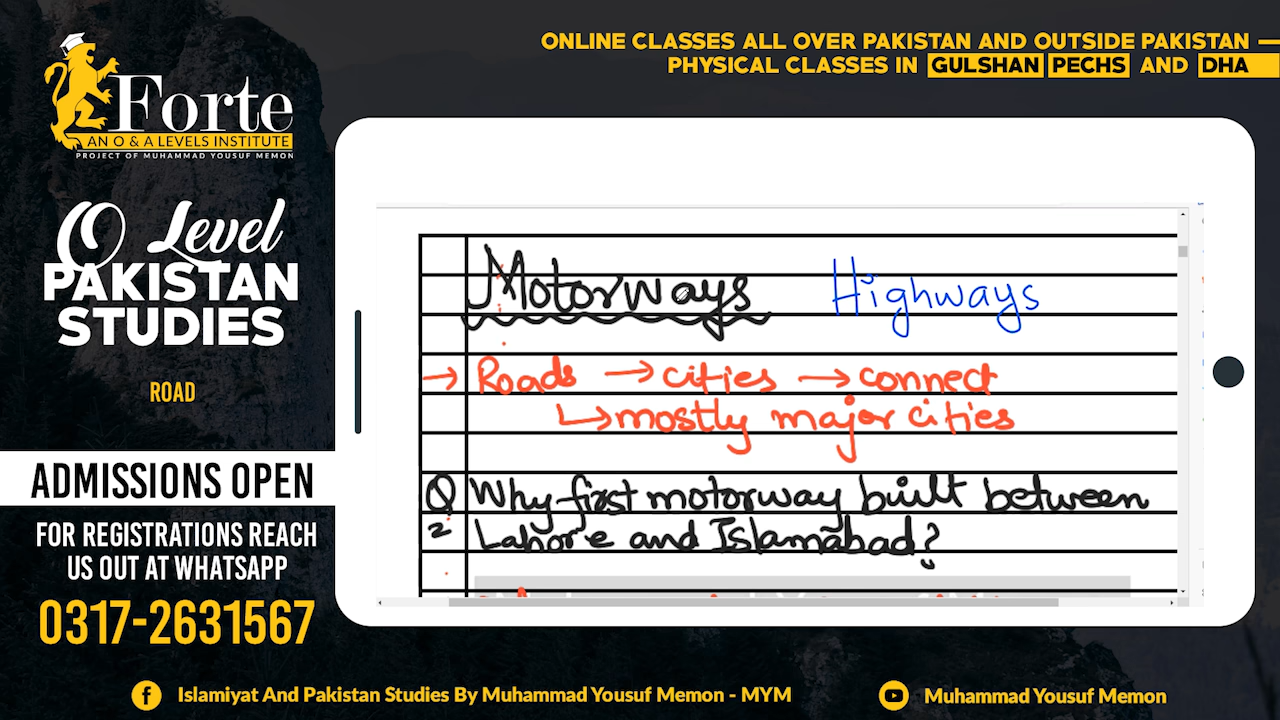 Forte
AN O & A LEVELS INSTITUTE
PROJECT OF MUHAMMAD YOUSUF MEMON
ONLINE CLASSES ALL OVER PAKISTAN AND OUTSIDE PAKISTAN
PHYSICAL CLASSES IN GULSHAN PECHS AND DHA
O Level
PAKISTAN
STUDIES
ROAD
ADMISSIONS OPEN
FOR REGISTRATIONS REACH
US OUT AT WHATSAPP
0317-2631567
Motorways Highways
→ Roads → cities → connect
↳ mostly major cities
Q Why first motorway built between
2 Lahore and Islamabad?
Islamiyat And Pakistan Studies By Muhammad Yousuf Memon - MYM
Muhammad Yousuf Memon